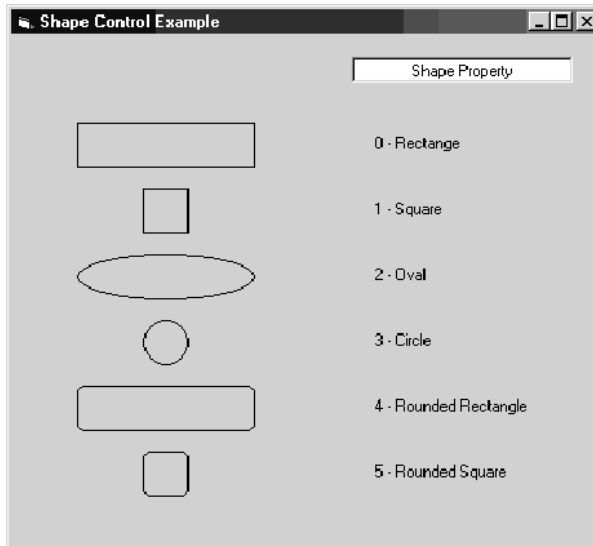 Shape Control Example
Shape Property
0 - Rectange
1 - Square
2 - Oval
3 - Circle
4 - Rounded Rectangle
5 - Rounded Square